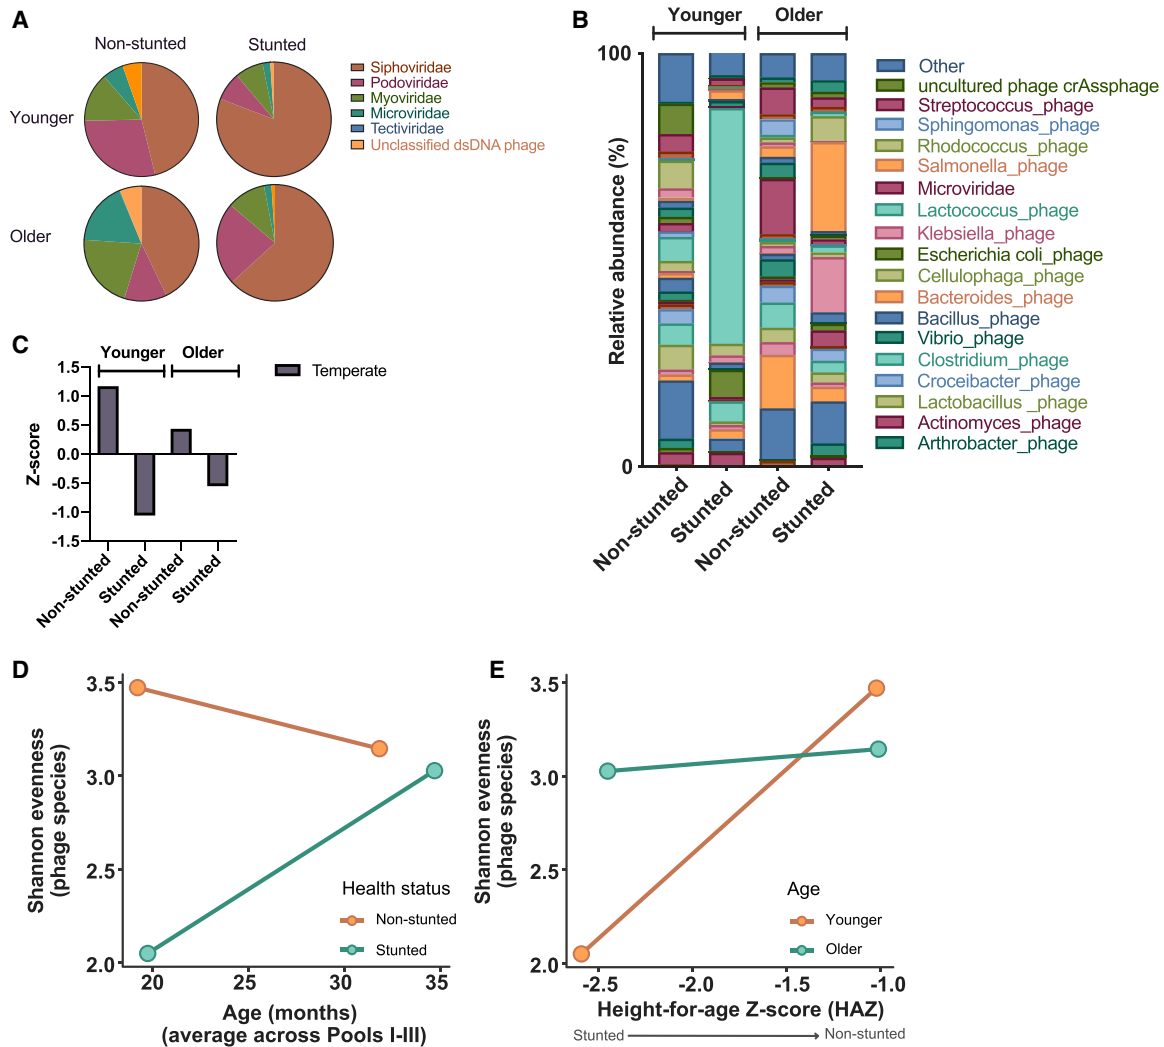 A
Non-stunted
Stunted
Younger
Older
Siphoviridae
Podoviridae
Myoviridae
Microviridae
Tectiviridae
Unclassified dsDNA phage
B
Younger
Older
100
0
Relative abundance (%)
Non-stunted
Stunted
Non-stunted
Stunted
Other
uncultured phage crAssphage
Streptococcus_phage
Sphingomonas_phage
Rhodococcus_phage
Salmonella_phage
Microviridae
Lactococcus_phage
Klebsiella_phage
Escherichia coli_phage
Cellulophaga_phage
Bacteroides_phage
Bacillus_phage
Vibrio_phage
Clostridium_phage
Croceibacter_phage
Lactobacillus _phage
Actinomyces_phage
Arthrobacter_phage
C
Younger
Older
Temperate
Z-score
1.5
1.0
0.5
0.0
-0.5
-1.0
-1.5
Non-stunted
Stunted
Non-stunted
Stunted
D
Shannon evenness
(phage species)
3.5
3.0
2.5
2.0
20
25
30
35
Age (months)
(average across Pools I-III)
Health status
Non-stunted
Stunted
E
Shannon evenness
(phage species)
3.5
3.0
2.5
2.0
-2.5
-2.0
-1.5
-1.0
Height-for-age Z-score (HAZ)
Stunted
Non-stunted
Age
Younger
Older